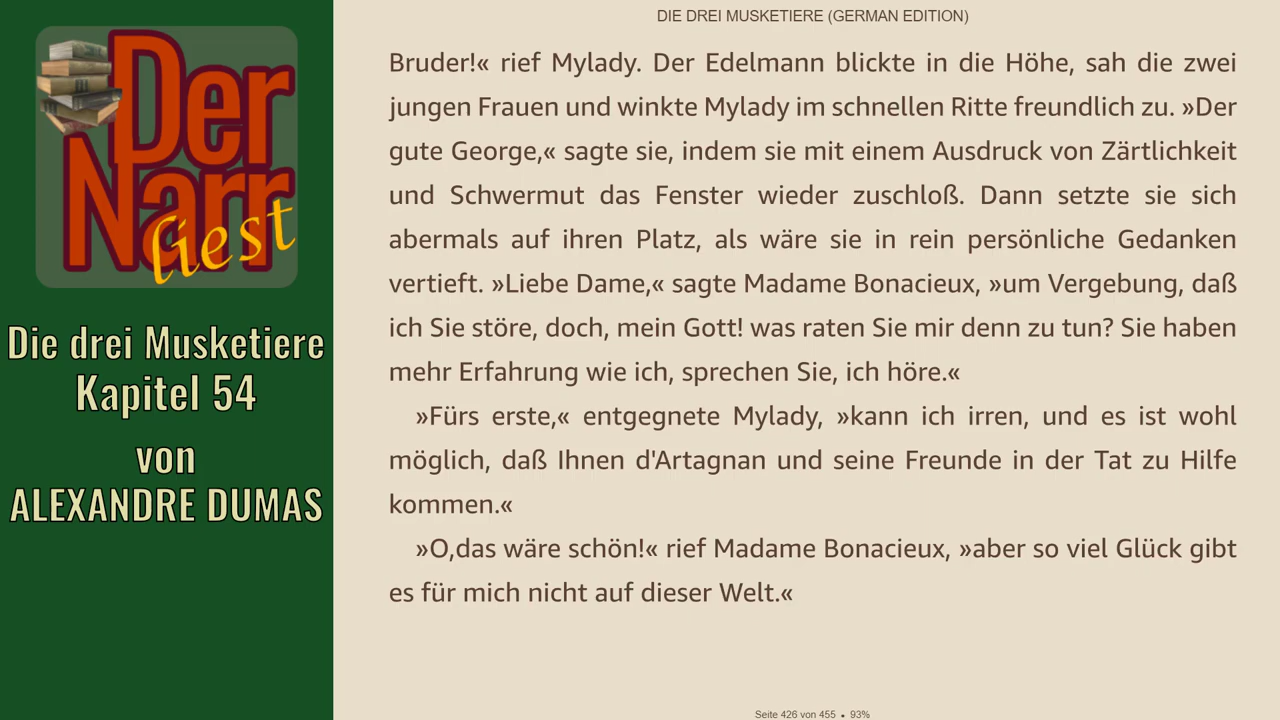 Der
Narr
liest
Die drei Musketiere
Kapitel 54
von
ALEXANDRE DUMAS
DIE DREI MUSKETIERE (GERMAN EDITION)
Bruder!« rief Mylady. Der Edelmann blickte in die Höhe, sah die zwei
jungen Frauen und winkte Mylady im schnellen Ritte freundlich zu. »Der
gute George,« sagte sie, indem sie mit einem Ausdruck von Zärtlichkeit
und Schwermut das Fenster wieder zuschloß. Dann setzte sie sich
abermals auf ihren Platz, als wäre sie in rein persönliche Gedanken
vertieft. »Liebe Dame,« sagte Madame Bonacieux, »um Vergebung, daß
ich Sie störe, doch, mein Gott! was raten Sie mir denn zu tun? Sie haben
mehr Erfahrung wie ich, sprechen Sie, ich höre.«
»Fürs erste,« entgegnete Mylady, »kann ich irren, und es ist wohl
möglich, daß Ihnen d'Artagnan und seine Freunde in der Tat zu Hilfe
kommen.«
»O,das wäre schön!« rief Madame Bonacieux, »aber so viel Glück gibt
es für mich nicht auf dieser Welt.«
Seite 426 von 455 • 93%